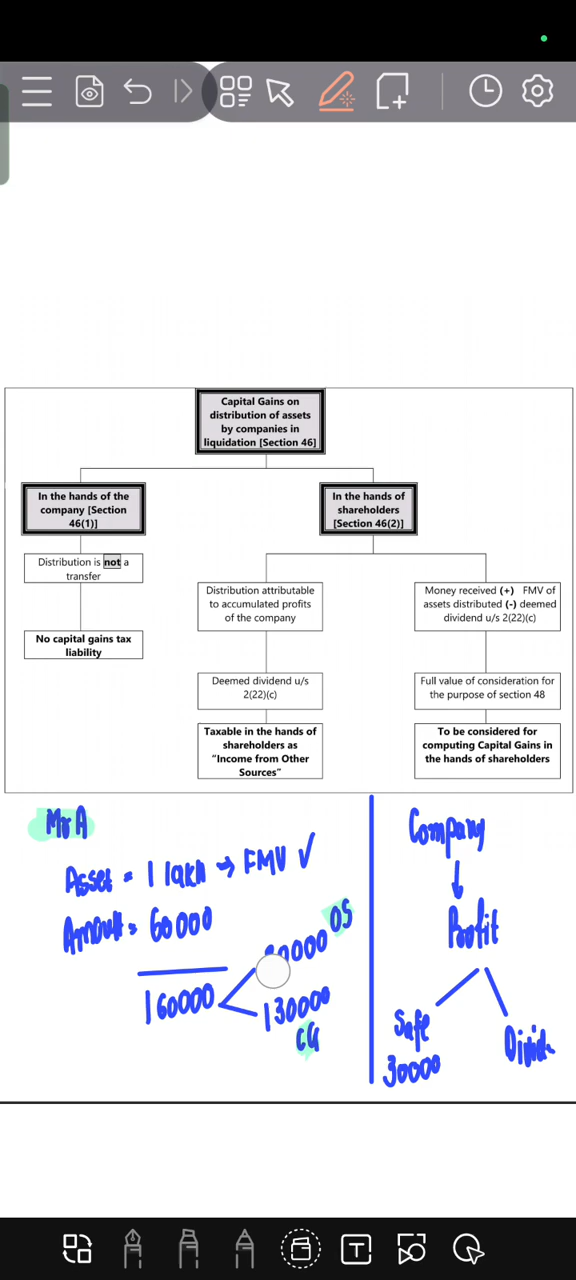 Capital Gains on
distribution of assets
by companies in
liquidation [Section 46]
In the hands of the
company [Section
46(1)]
In the hands of
shareholders
[Section 46(2)]
Distribution is not a
transfer
Distribution attributable
to accumulated profits
of the company
Money received (+) FMV of
assets distributed (-) deemed
dividend u/s 2(22)(c)
No capital gains tax
liability
Deemed dividend u/s
2(22)(c)
Full value of consideration for
the purpose of section 48
Taxable in the hands of
shareholders as
"Income from Other
Sources"
To be considered for
computing Capital Gains in
the hands of shareholders
Mr A
Asset = 1 lakh → FMV ✓
Amount = 60000
0000 OS
160000
130000
CG
Company
Profit
Safe
30000
T